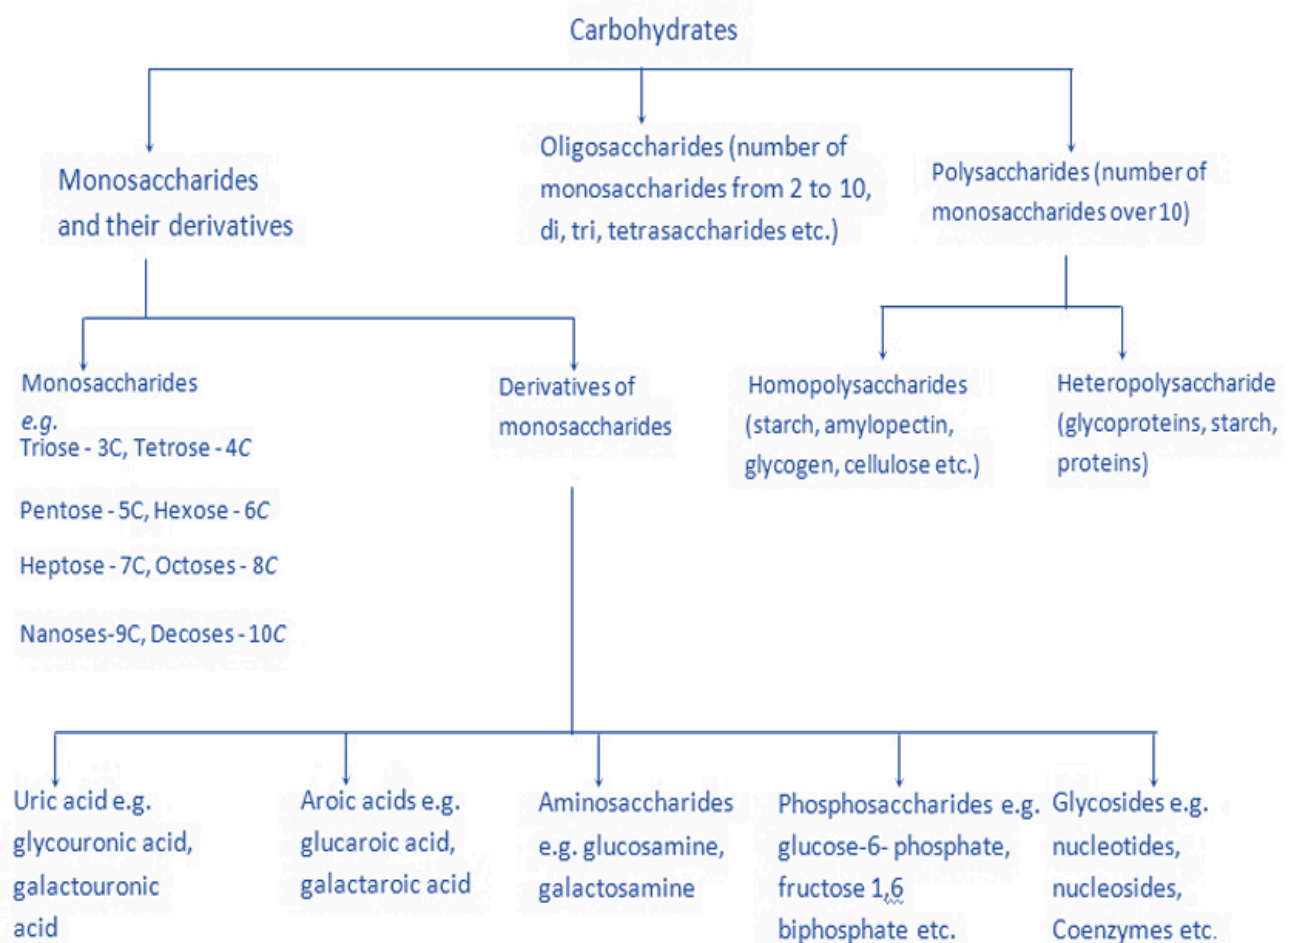 Carbohydrates
Monosaccharides
and their derivatives
Oligosaccharides (number of
monosaccharides from 2 to 10,
di, tri, tetrasaccharides etc.)
Polysaccharides (number of
monosaccharides over 10)
Monosaccharides
e.g.
Triose - 3C, Tetrose - 4C
Pentose - 5C, Hexose - 6C
Heptose - 7C, Octoses - 8C
Nanoses-9C, Decoses - 10C
Derivatives of
monosaccharides
Homopolysaccharides
(starch, amylopectin,
glycogen, cellulose etc.)
Heteropolysaccharide
(glycoproteins, starch,
proteins)
Uric acid e.g.
glycouronic acid,
galactouronic
acid
Aroic acids e.g.
glucaroic acid,
galactaroic acid
Aminosaccharides
e.g. glucosamine,
galactosamine
Phosphosaccharides e.g.
glucose-6- phosphate,
fructose 1,6
biphosphate etc.
Glycosides e.g.
nucleotides,
nucleosides,
Coenzymes etc.